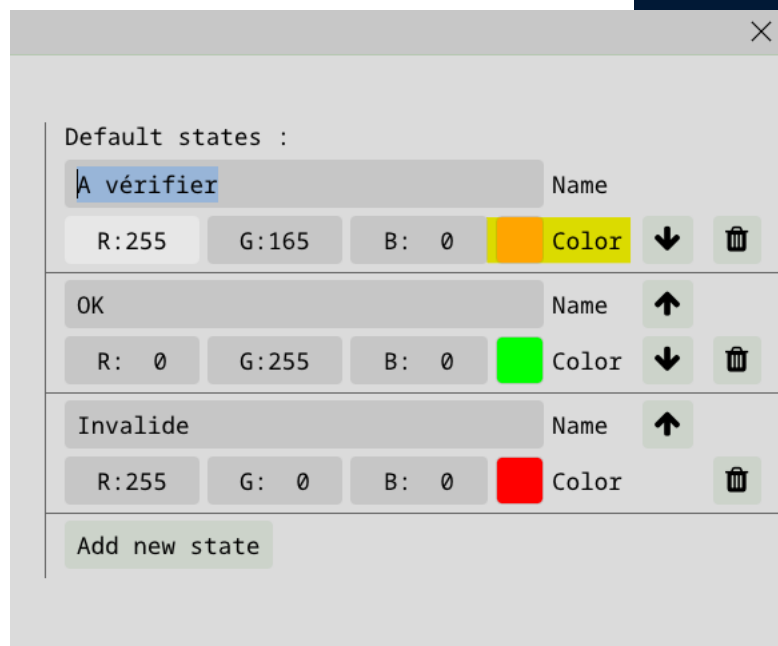 Default states :
A vérifier Name
R:255 G:165 B: 0 Color
OK Name
R: 0 G:255 B: 0 Color
Invalide Name
R:255 G: 0 B: 0 Color
Add new state